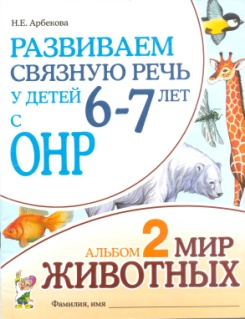 Н.Е. Арбекова
РАЗВИВАЕМ
СВЯЗНУЮ РЕЧЬ
У ДЕТЕЙ 6-7 ЛЕТ
С
ОНР
АЛЬБОМ 2 МИР
ЖИВОТНЫХ
Фамилия, имя